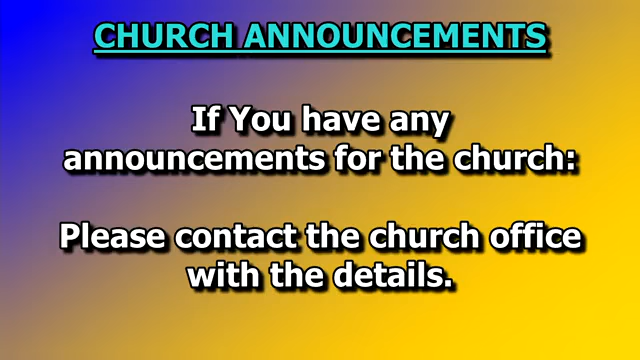 CHURCH ANNOUNCEMENTS
If You have any
announcements for the church:
Please contact the church office
with the details.